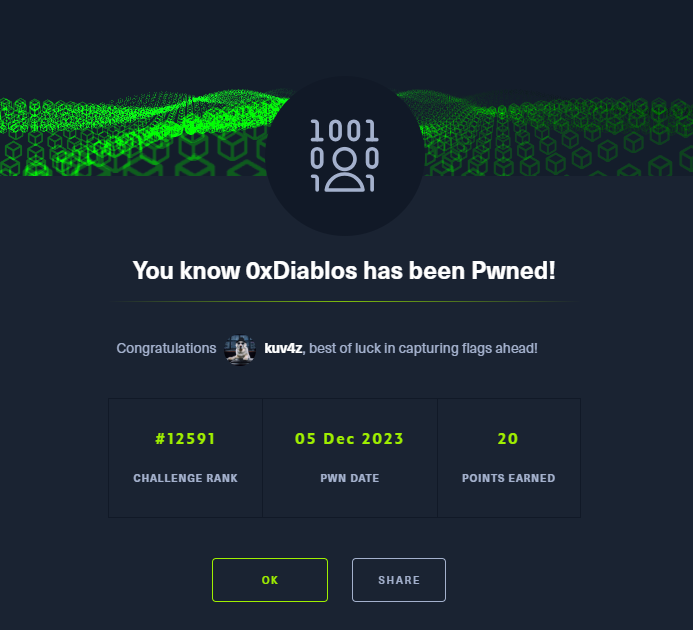 1001
0 0
1 1
You know 0xDiablos has been Pwned!
Congratulations kuv4z, best of luck in capturing flags ahead!
#12591 05 Dec 2023 20
CHALLENGE RANK PWN DATE POINTS EARNED
OK SHARE